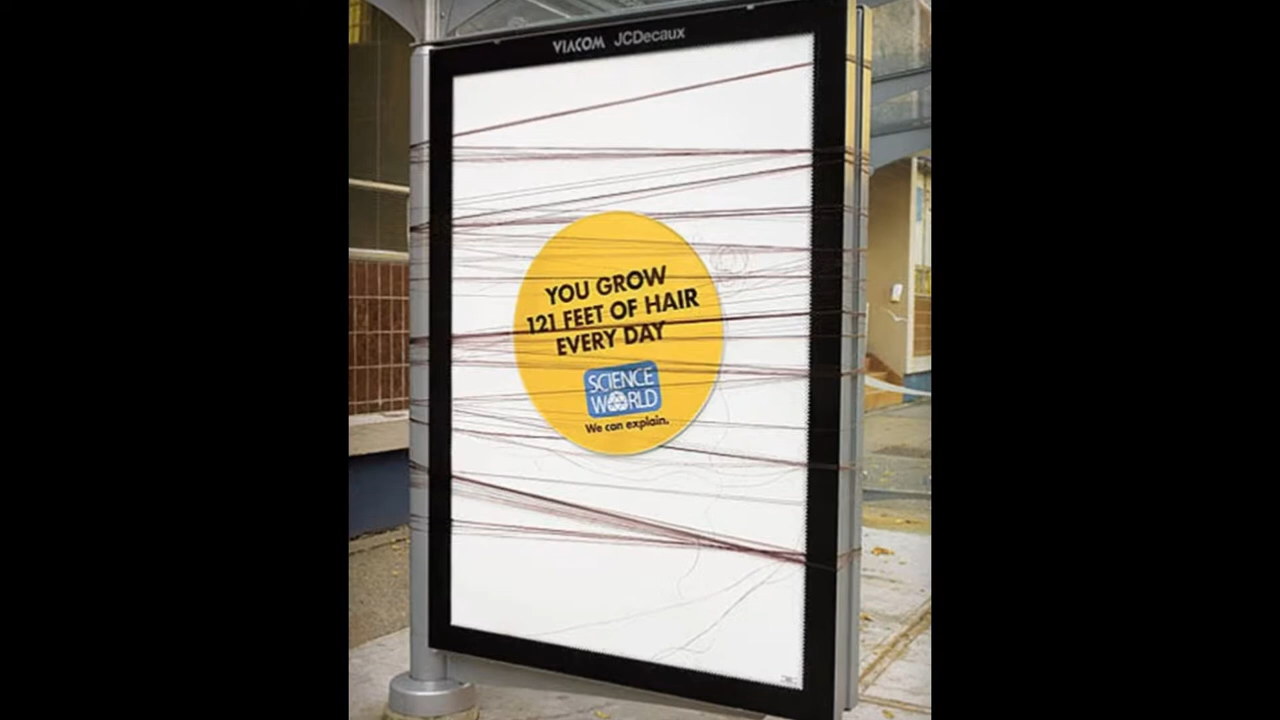 VIACOM JCDecaux
YOU GROW
121 FEET OF HAIR
EVERY DAY
SCIENCE
WORLD
We can explain.